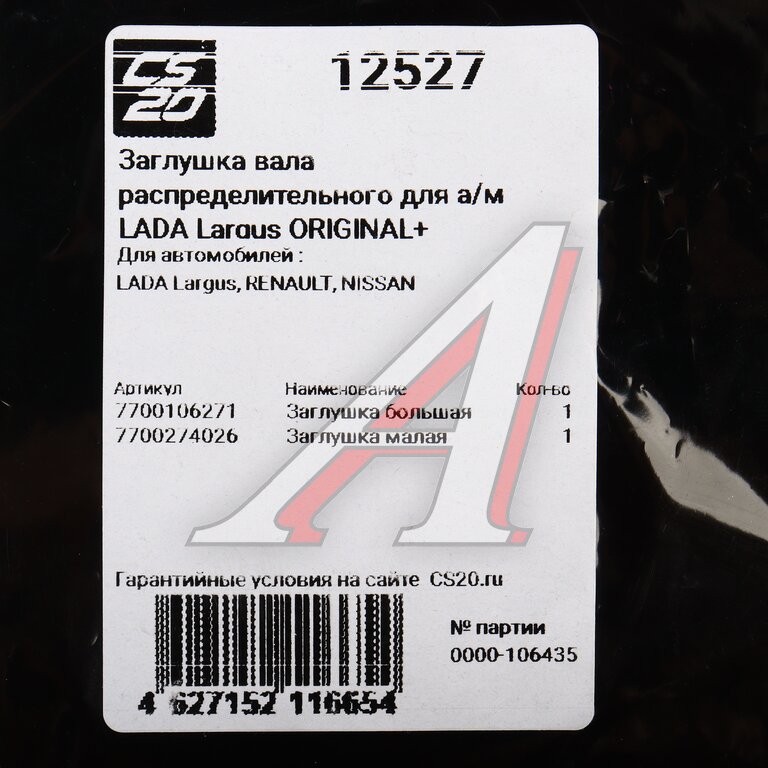 CS
20
12527
Заглушка вала
распределительного для а/м
LADA Largus ORIGINAL+
Для автомобилей :
LADA Largus, RENAULT, NISSAN
Артикул Наименование Кол-во
7700106271 Заглушка большая 1
7700274026 Заглушка малая 1
Гарантийные условия на сайте CS20.ru
4 627152 116654
№ партии
0000-106435